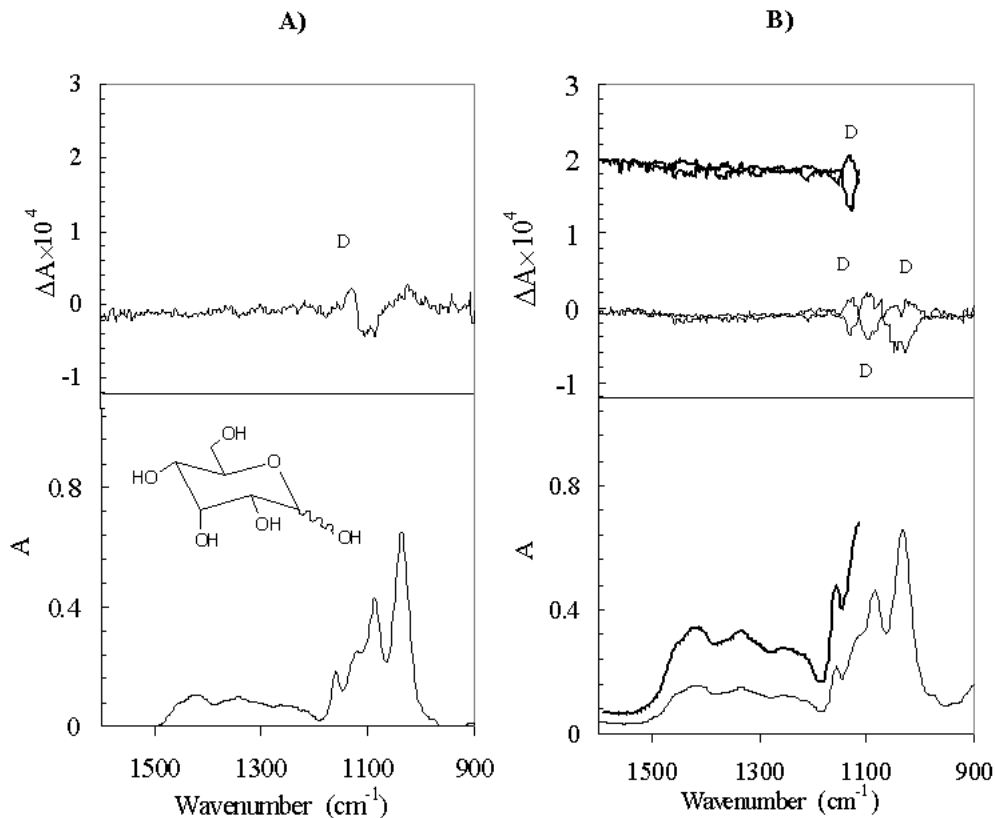 A)
B)
3
2
1
0
-1
ΔA×10⁴
D
3
2
1
0
-1
ΔA×10⁴
D
D
D
D
0.8
0.4
0
A
OH
O
HO
OH
OH
OH
1500
1300
1100
900
Wavenumber (cm⁻¹)
0.8
0.4
0
A
1500
1300
1100
900
Wavenumber (cm⁻¹)